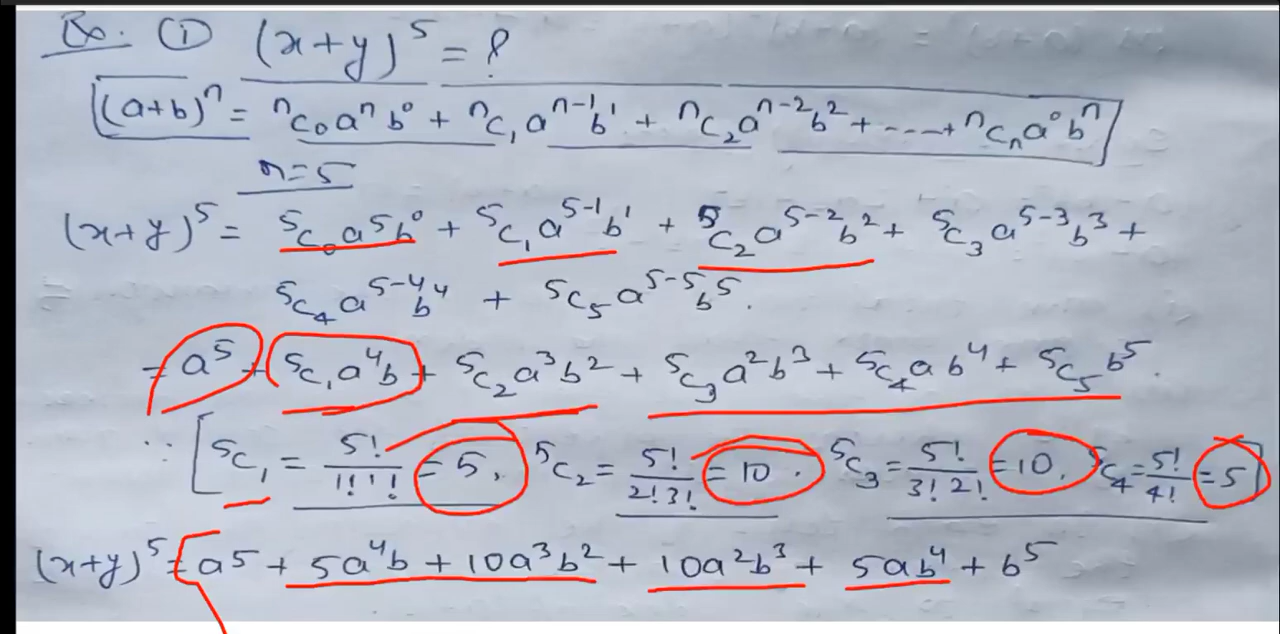 Ex. ① (x+y)⁵ = ?
(a+b)ⁿ = ⁿC₀aⁿb⁰ + ⁿC₁aⁿ⁻¹b¹ + ⁿC₂aⁿ⁻²b² + ----+ ⁿCₙa⁰bⁿ
n=5
(x+y)⁵ = ⁵C₀a⁵b⁰ + ⁵C₁a⁵⁻¹b¹ + ⁵C₂a⁵⁻²b² + ⁵C₃a⁵⁻³b³ +
⁵C₄a⁵⁻⁴b⁴ + ⁵C₅a⁵⁻⁵b⁵.
= a⁵ + ⁵C₁a⁴b + ⁵C₂a³b² + ⁵C₃a²b³ + ⁵C₄ab⁴ + ⁵C₅b⁵.
∵ [⁵C₁ = 5!/1!'! = 5, ⁵C₂ = 5!/2!3! = 10. ⁵C₃ = 5!/3!2! = 10, ⁵C₄ = 5!/4! = 5]
(x+y)⁵ = a⁵ + 5a⁴b + 10a³b² + 10a²b³ + 5ab⁴ + b⁵